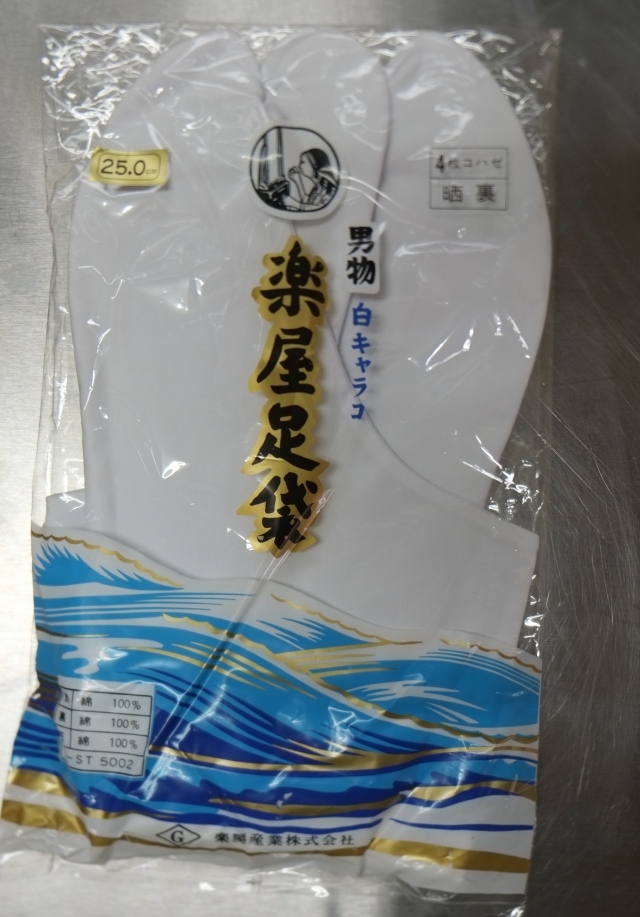 25.0cm
4枚コハゼ
晒裏
男物
白キャラコ
楽屋足袋
綿 100%
裏 綿 100%
綿 100%
-ST 5002
G 楽屋産業株式会社